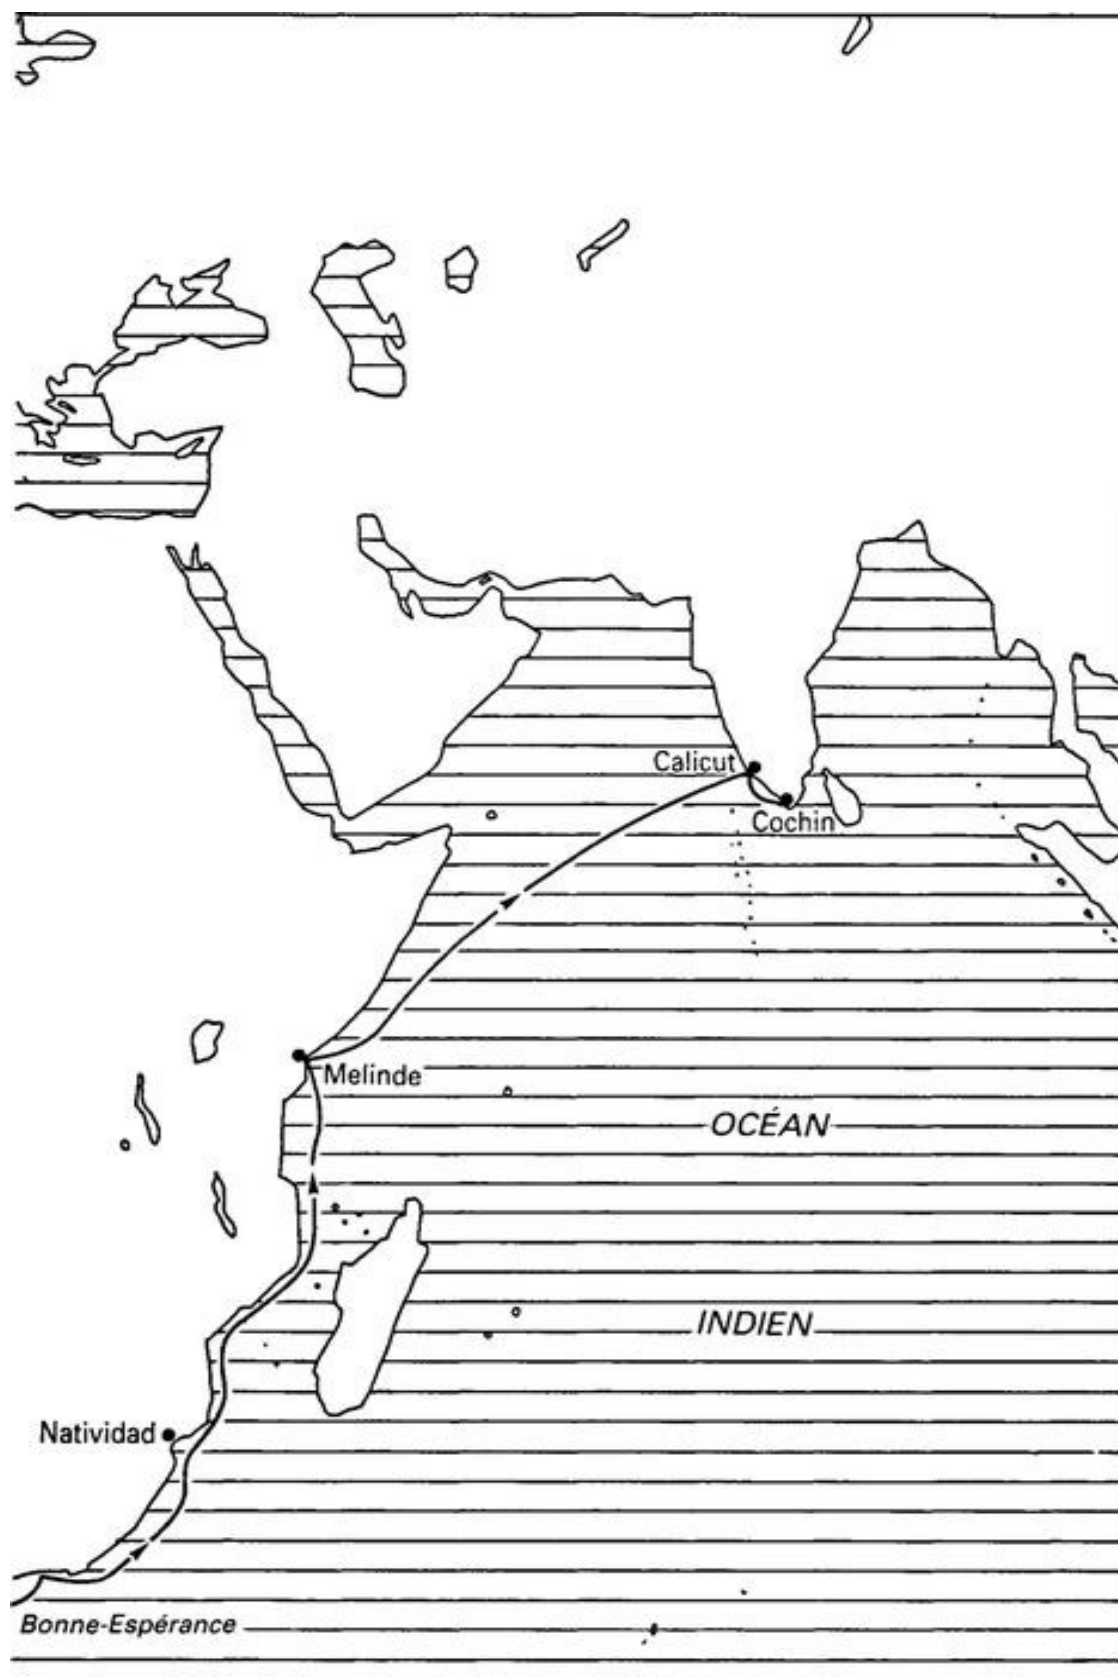 Calicut
Cochin
Melinde
OCÉAN
INDIEN
Natividad
Bonne-Espérance